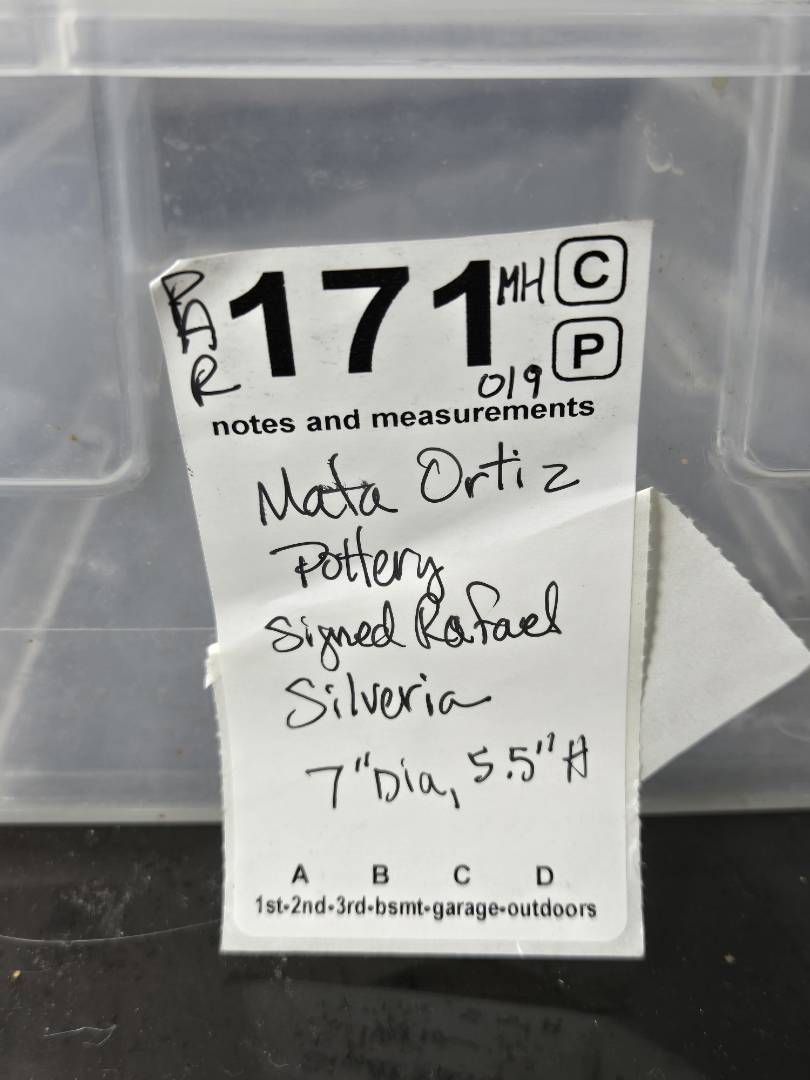 PAR 171 MH C
P
019
notes and measurements
Mata Ortiz
Pottery
Signed Rafael
Silveria
7" Dia, 5.5" H
A B C D
1st-2nd-3rd-bsmt-garage-outdoors